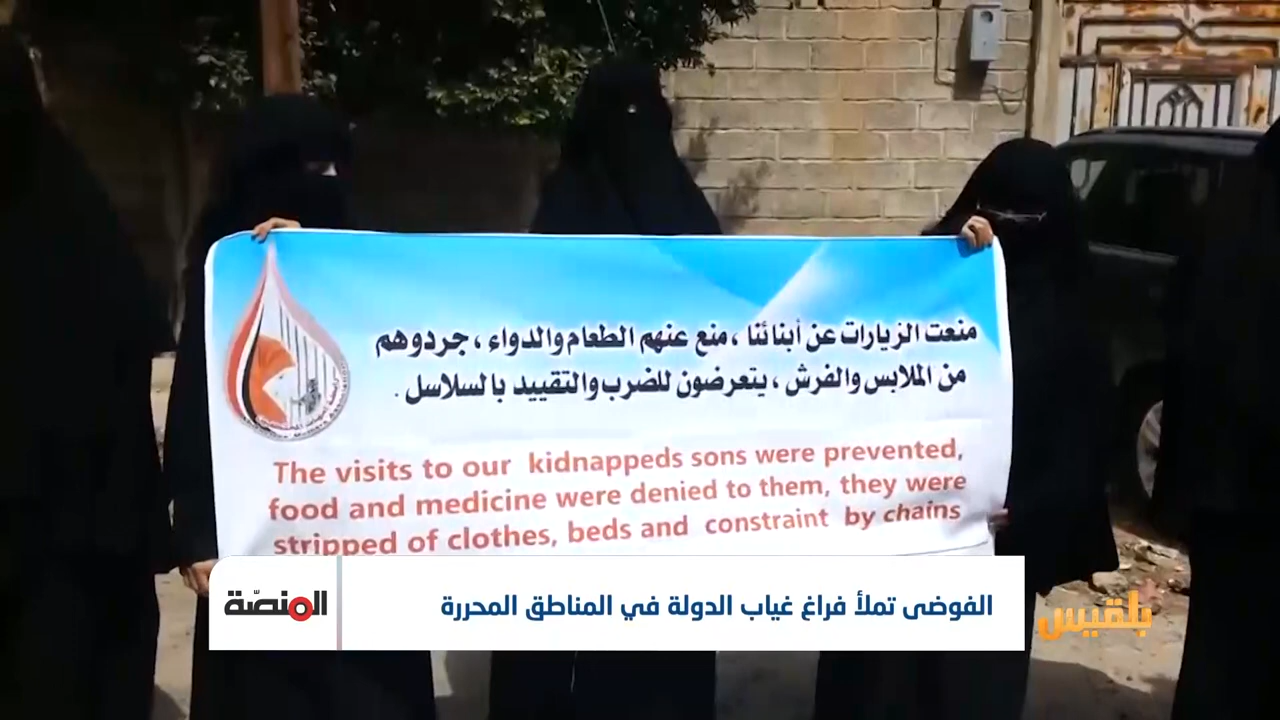 منعت الزيارات عن أبنائنا ، منع عنهم الطعام والدواء ، جردوهم
من الملابس والفرش ، يتعرضون للضرب والتقييد بالسلاسل .
The visits to our kidnappeds sons were prevented,
food and medicine were denied to them, they were
stripped of clothes, beds and constraint by chains
الفوضى تملأ فراغ غياب الدولة في المناطق المحررة
المنصّة
بلقيس